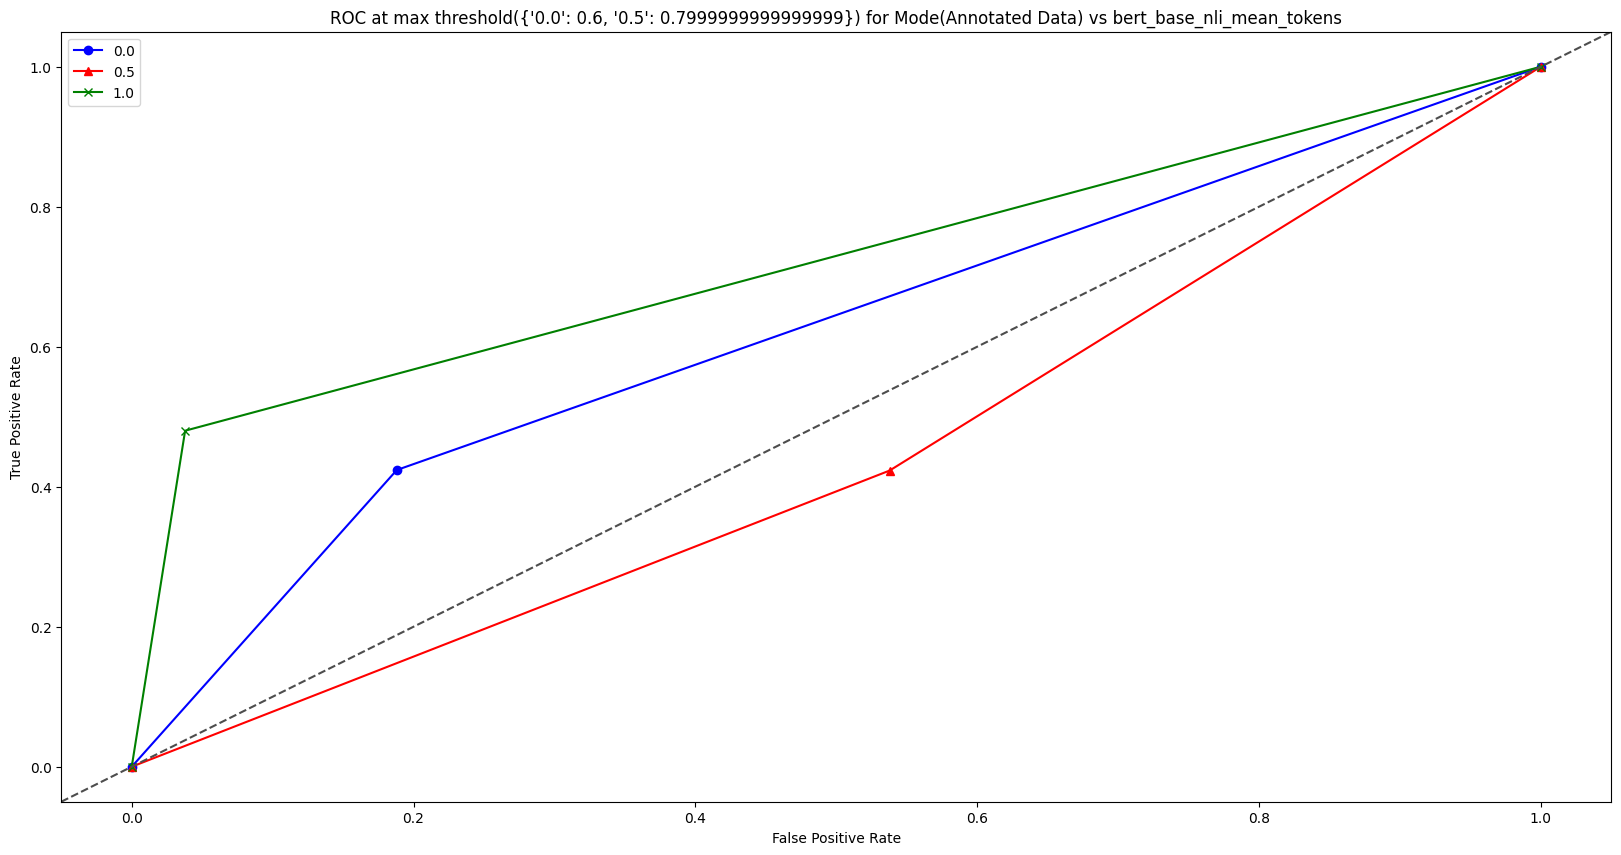 ROC at max threshold({'0.0': 0.6, '0.5': 0.7999999999999999}) for Mode(Annotated Data) vs bert_base_nli_mean_tokens
0.0
0.5
1.0
1.0
0.8
0.6
0.4
0.2
0.0
True Positive Rate
0.0 0.2 0.4 0.6 0.8 1.0
False Positive Rate